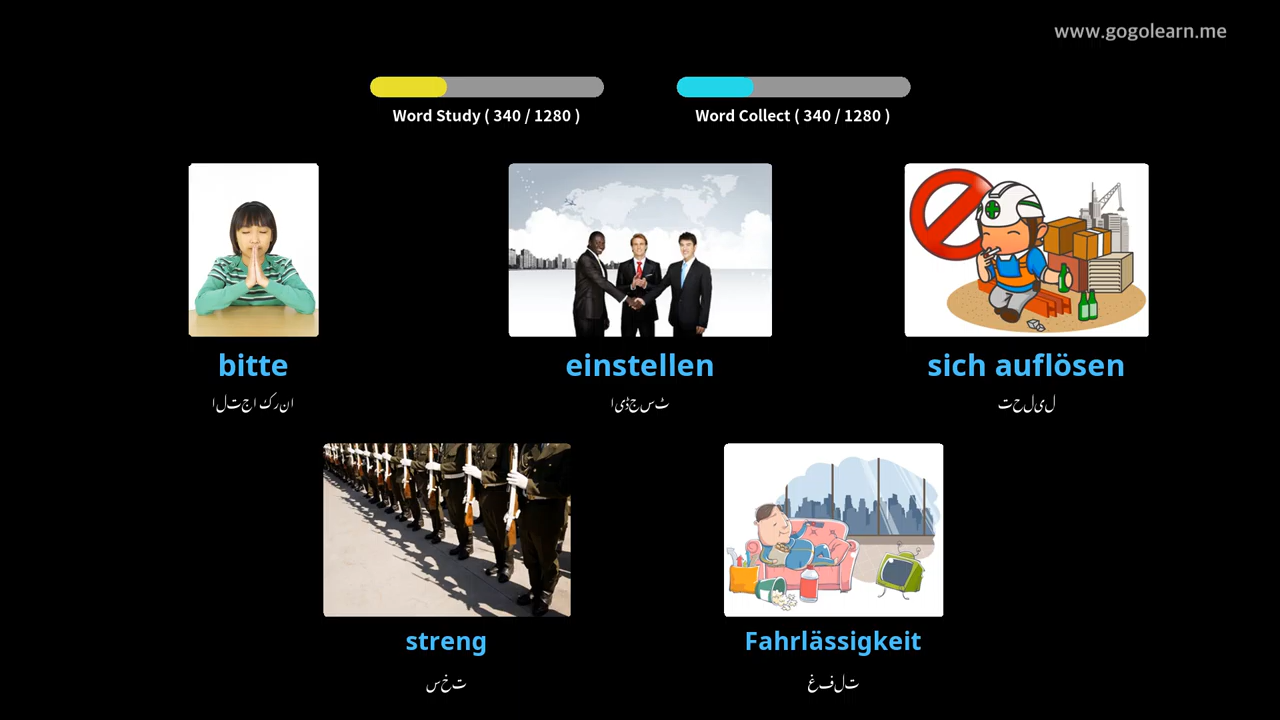 www.gogolearn.me
Word Study ( 340 / 1280 )
Word Collect ( 340 / 1280 )
bitte
einstellen
sich auflösen
التجا کرنا
ایڈجسٹ
تحلیل
streng
Fahrlässigkeit
سخت
غفلت